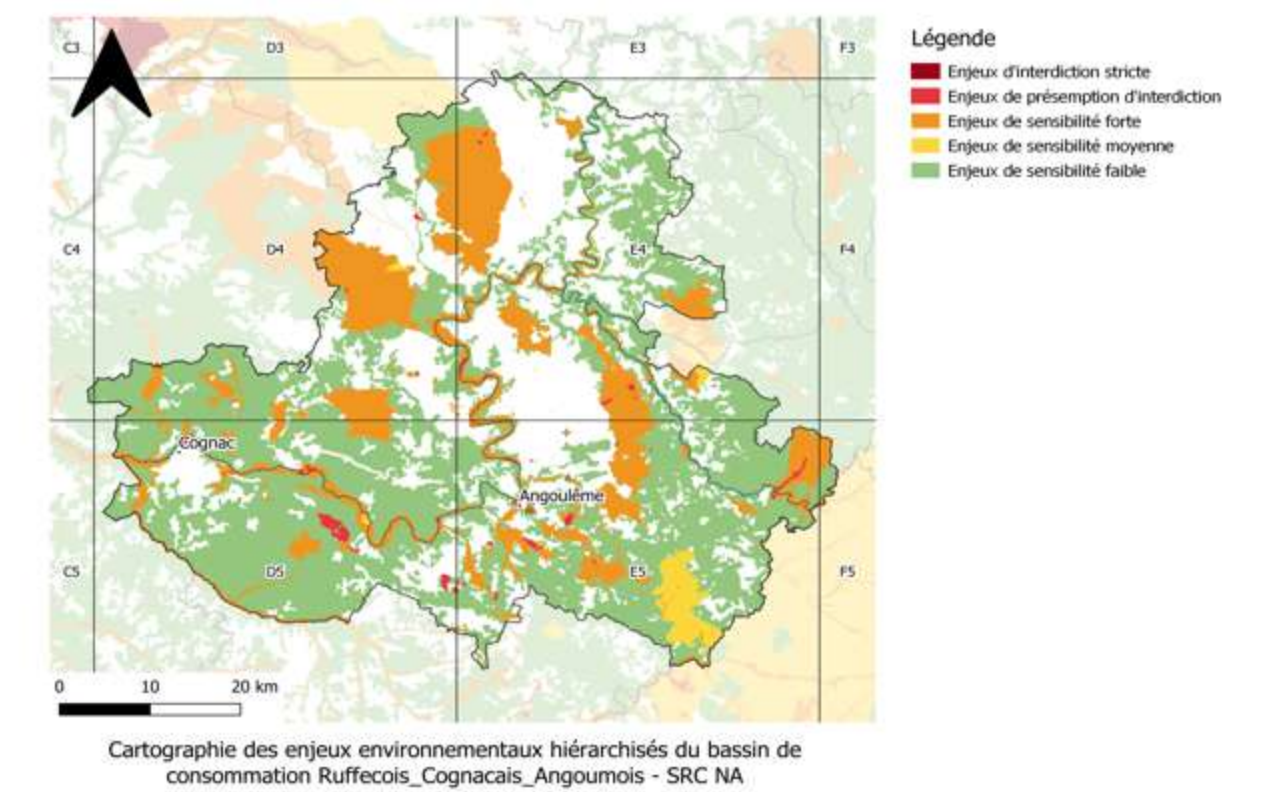 C3
D3
E3
F3
C4
D4
E4
F4
Cognac
Angoulême
C5
D5
E5
F5
0 10 20 km
Légende
Enjeux d'interdiction stricte
Enjeux de présemption d'interdiction
Enjeux de sensibilité forte
Enjeux de sensibilité moyenne
Enjeux de sensibilité faible
Cartographie des enjeux environnementaux hiérarchisés du bassin de
consommation Ruffecois_Cognacais_Angoumois - SRC NA